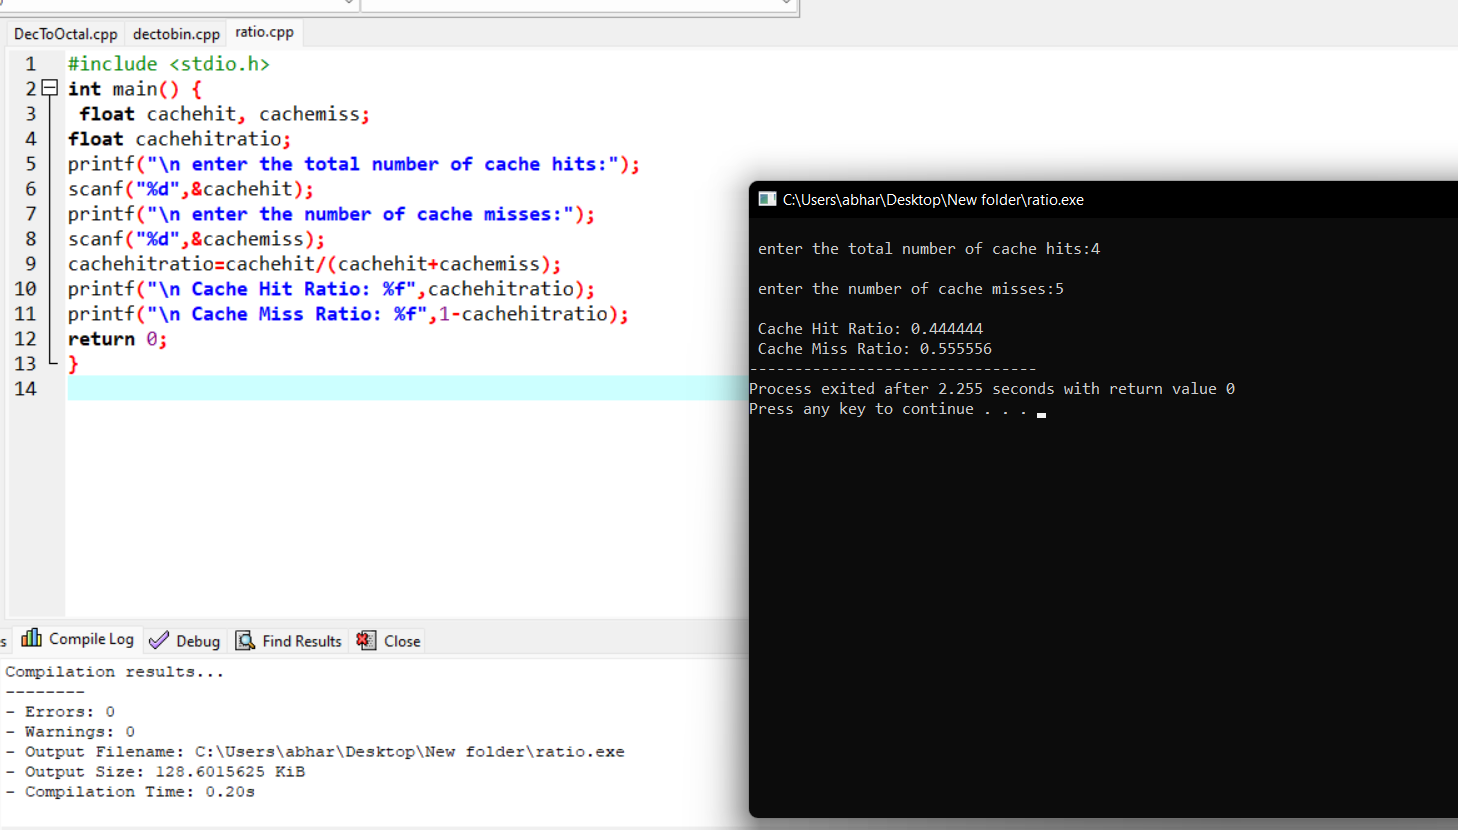 DecToOctal.cpp dectobin.cpp ratio.cpp
1 #include <stdio.h>
2 int main() {
3 float cachehit, cachemiss;
4 float cachehitratio;
5 printf("\n enter the total number of cache hits:");
6 scanf("%d",&cachehit);
7 printf("\n enter the number of cache misses:");
8 scanf("%d",&cachemiss);
9 cachehitratio=cachehit/(cachehit+cachemiss);
10 printf("\n Cache Hit Ratio: %f",cachehitratio);
11 printf("\n Cache Miss Ratio: %f",1-cachehitratio);
12 return 0;
13 }
14
C:\Users\abhar\Desktop\New folder\ratio.exe
enter the total number of cache hits:4
enter the number of cache misses:5
Cache Hit Ratio: 0.444444
Cache Miss Ratio: 0.555556
--------------------------------
Process exited after 2.255 seconds with return value 0
Press any key to continue . . .
s Compile Log Debug Find Results Close
Compilation results...
--------
- Errors: 0
- Warnings: 0
- Output Filename: C:\Users\abhar\Desktop\New folder\ratio.exe
- Output Size: 128.6015625 KiB
- Compilation Time: 0.20s